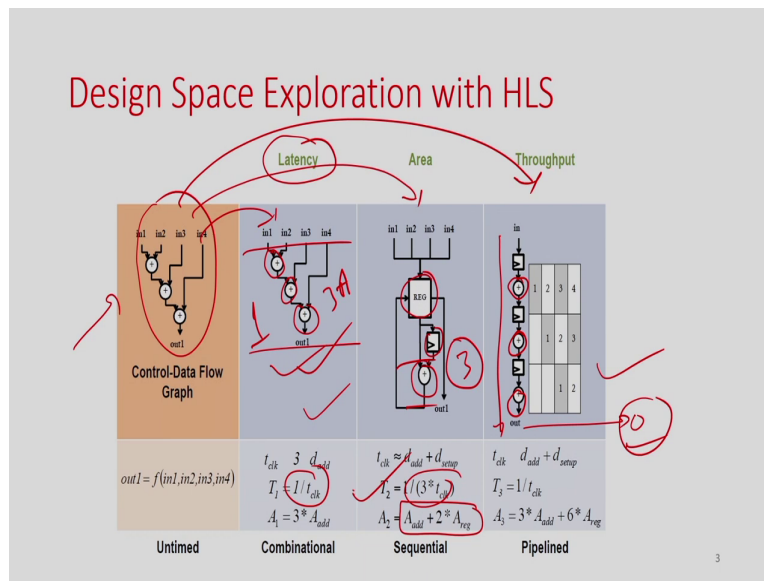 Design Space Exploration with HLS
Latency Area Throughput
in1 in2 in3 in4
+
+
+
out1
Control-Data Flow
Graph
in1 in2 in3 in4
+
+
+
out1
3A
1
in1 in2 in3 in4
REG
+
out1
3
in
+
+
+
out
1 2 3 4
1 2 3
1 2
out1 = f(in1,in2,in3,in4)
t_clk 3 d_add
T_1 = 1/t_clk
A_1 = 3* A_add
t_clk ≈ d_add + d_setup
T_2 = 1/(3* t_clk)
A_2 = A_add + 2* A_reg
t_clk d_add + d_setup
T_3 = 1/t_clk
A_3 = 3* A_add + 6* A_reg
Untimed Combinational Sequential Pipelined
3